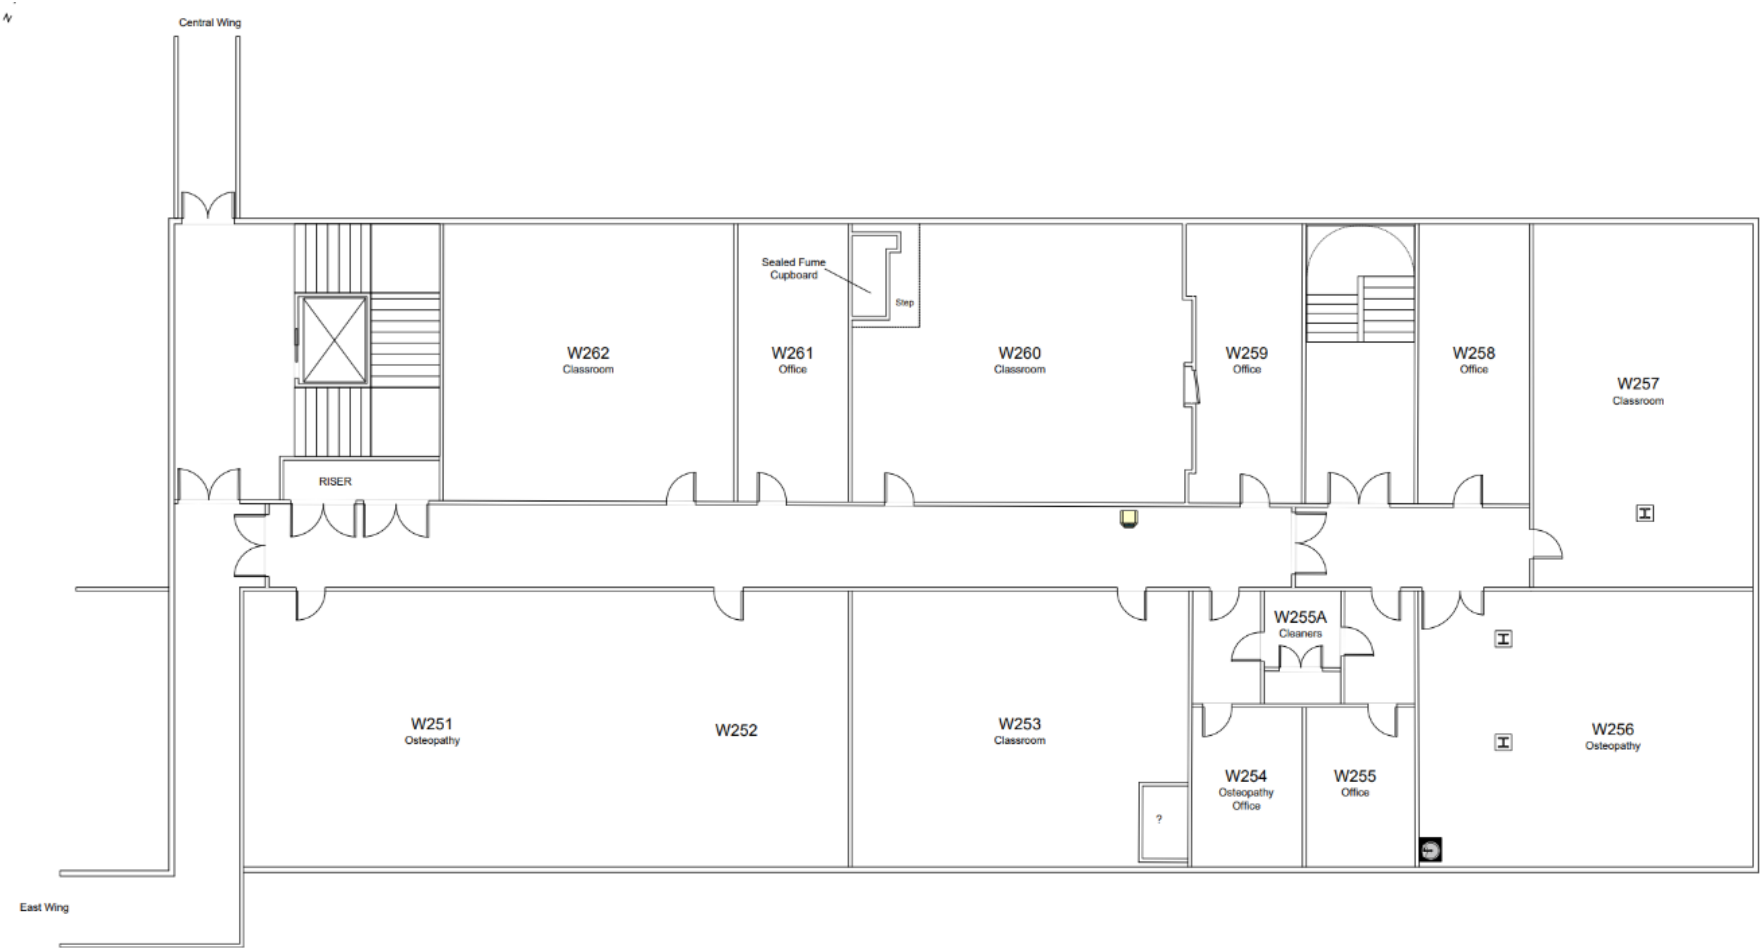 N
Central Wing
Sealed Fume
Cupboard
Step
W262
Classroom
W261
Office
W260
Classroom
W259
Office
W258
Office
W257
Classroom
RISER
W255A
Cleaners
W251
Osteopathy
W252
W253
Classroom
W256
Osteopathy
W254
Osteopathy
Office
W255
Office
?
East Wing